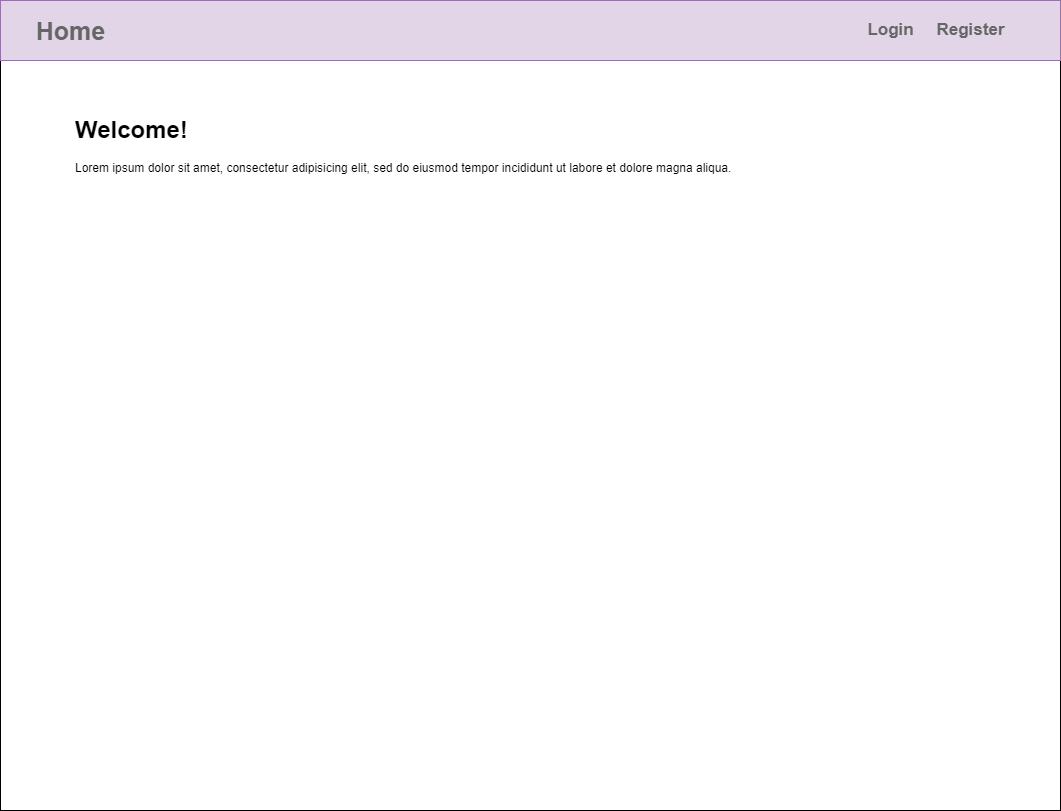 Home
Login Register
Welcome!
Lorem ipsum dolor sit amet, consectetur adipisicing elit, sed do eiusmod tempor incididunt ut labore et dolore magna aliqua.